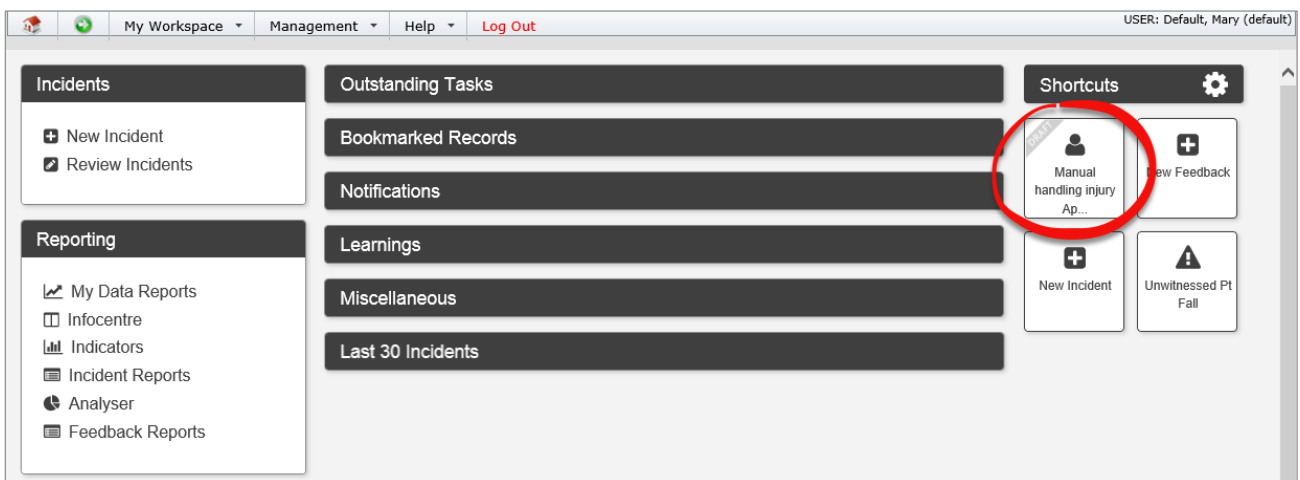 My Workspace Management Help Log Out
USER: Default, Mary (default)
Incidents
New Incident
Review Incidents
Reporting
My Data Reports
Infocentre
Indicators
Incident Reports
Analyser
Feedback Reports
Outstanding Tasks
Bookmarked Records
Notifications
Learnings
Miscellaneous
Last 30 Incidents
Shortcuts
DRAFT
Manual
handling injury
Ap...
New Feedback
New Incident
Unwitnessed Pt
Fall